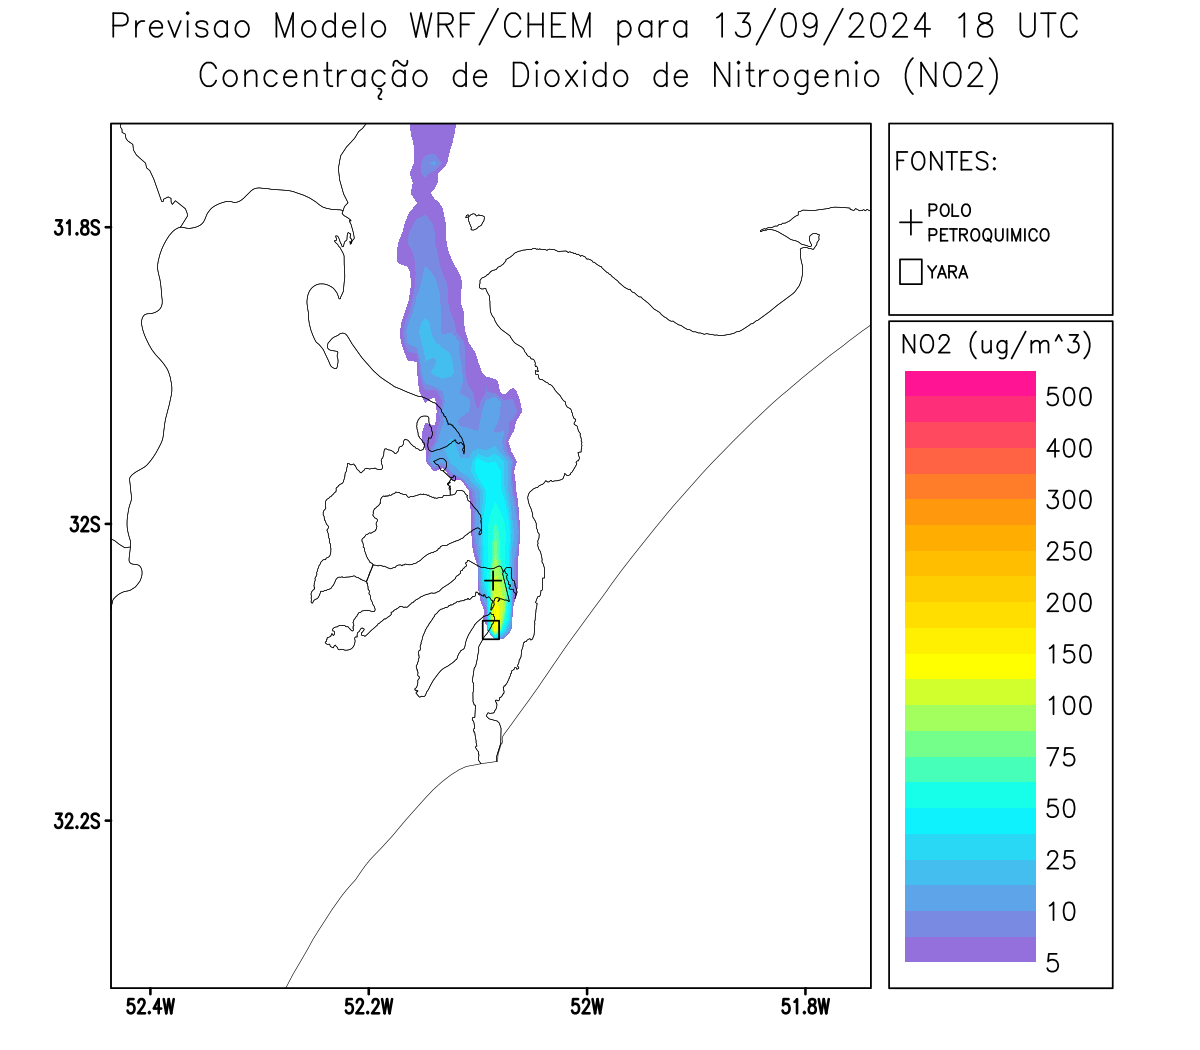 Previsao Modelo WRF/CHEM para 13/09/2024 18 UTC
Concentração de Dioxido de Nitrogenio (NO2)
FONTES:
POLO
PETROQUIMICO
YARA
NO2 (ug/m^3)
500
400
300
250
200
150
100
75
50
25
10
5
31.8S
32S
32.2S
52.4W
52.2W
52W
51.8W